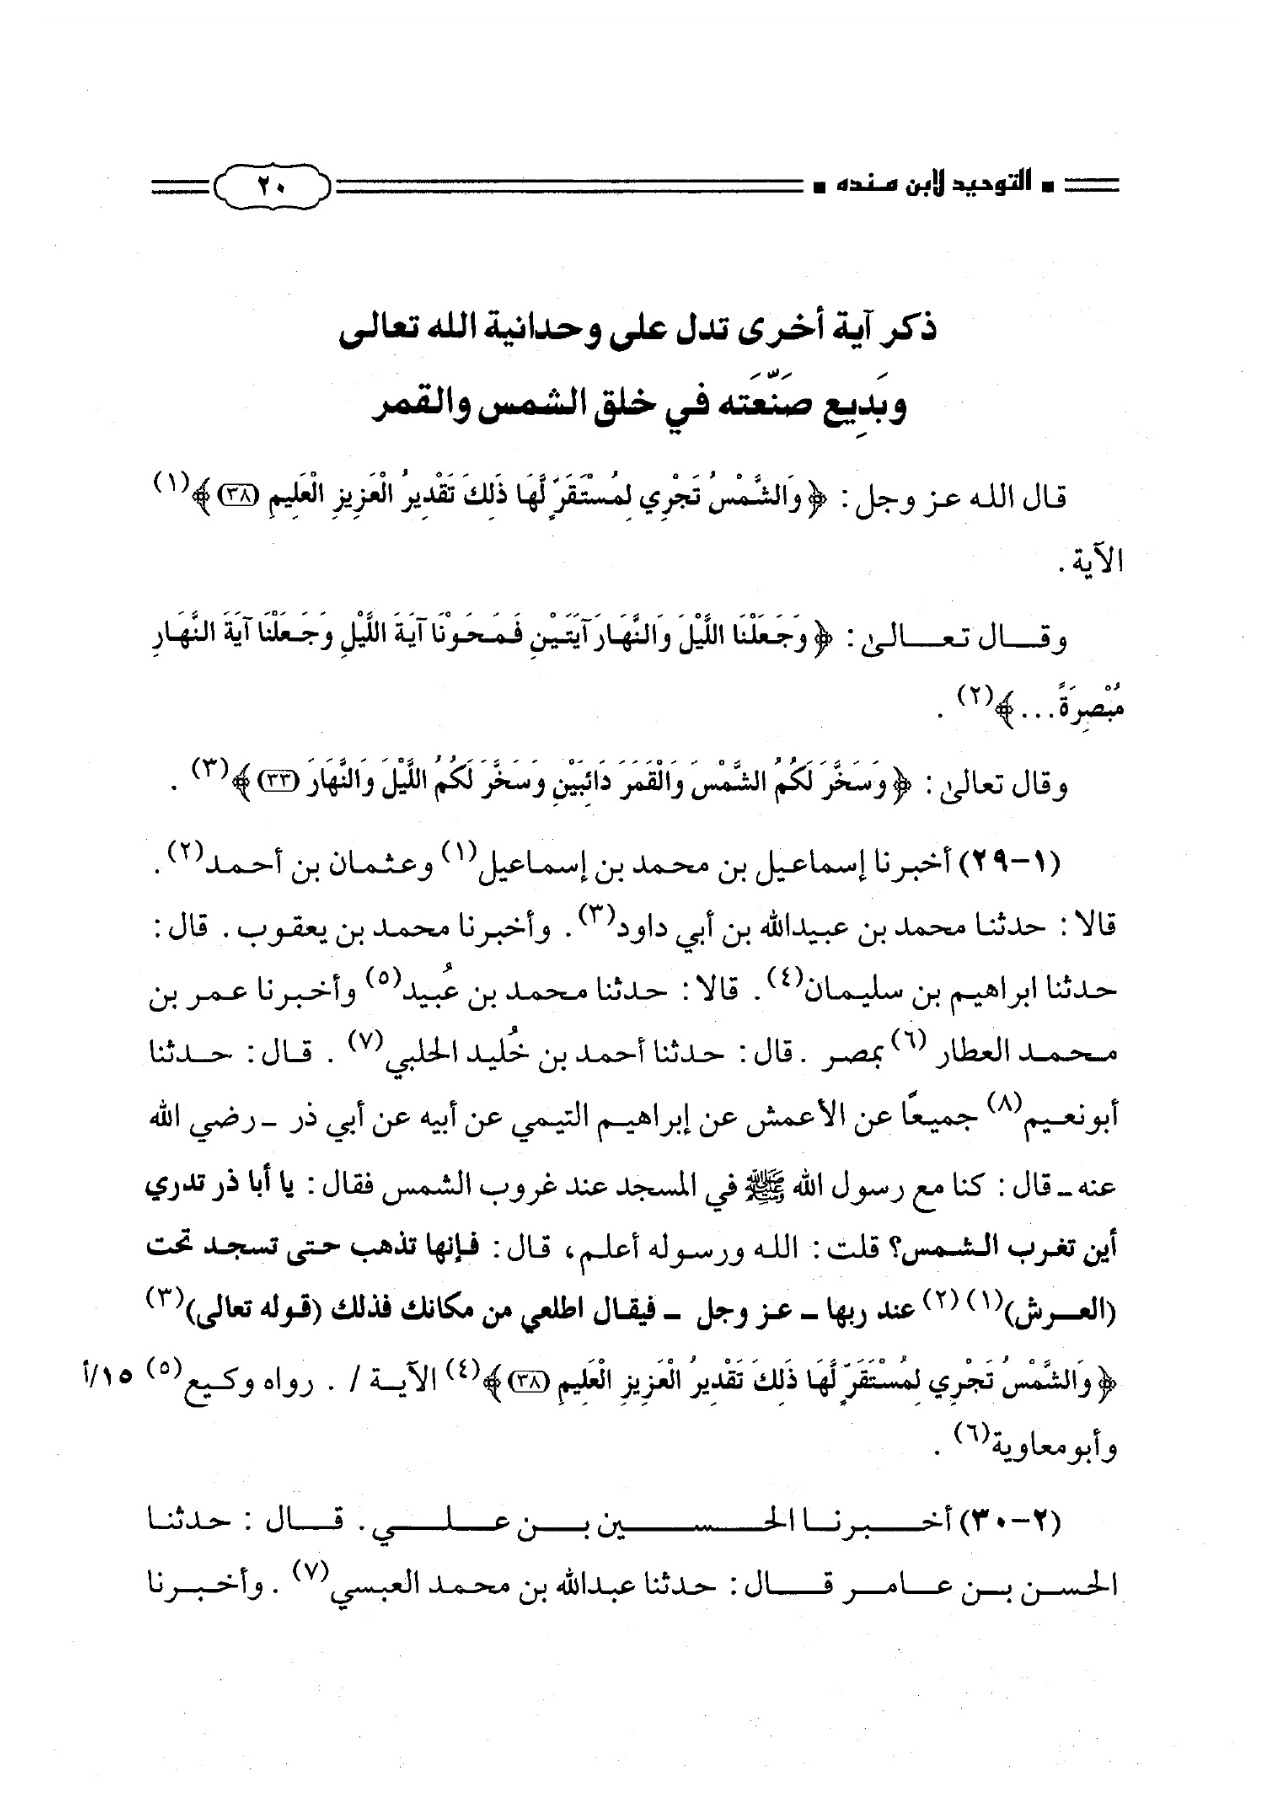 التوحيد لابن منده
٢٠
ذكر آية أخرى تدل على وحدانية الله تعالى
وبَدِيع صَنّعَته في خلق الشمس والقمر
قال الله عز وجل : ﴿ وَالشَّمْسُ تَجْرِي لِمُسْتَقَرٍّ لَّهَا ذَلِكَ تَقْدِيرُ الْعَزِيزِ الْعَلِيمِ (٣٨) ﴾(١)
الآية .
وقال تعالىٰ : ﴿ وَجَعَلْنَا اللَّيْلَ وَالنَّهَارَ آيَتَيْنِ فَمَحَوْنَا آيَةَ اللَّيْلِ وَجَعَلْنَا آيَةَ النَّهَارِ
مُبْصِرَةً ... ﴾(٢) .
وقال تعالىٰ : ﴿ وَسَخَّرَ لَكُمُ الشَّمْسَ وَالْقَمَرَ دَائِبَيْنِ وَسَخَّرَ لَكُمُ اللَّيْلَ وَالنَّهَارَ (٣٣) ﴾(٣) .
(١-٢٩) أخبرنا إسماعيل بن محمد بن إسماعيل(١) وعثمان بن أحمد(٢) .
قالا : حدثنا محمد بن عبيدالله بن أبي داود(٣) . وأخبرنا محمد بن يعقوب . قال :
حدثنا ابراهيم بن سليمان(٤) . قالا : حدثنا محمد بن عُبيد(٥) وأخبرنا عمر بن
محمد العطار (٦) بمصر . قال : حدثنا أحمد بن خُليد الحلبي(٧) . قال : حدثنا
أبونعيم(٨) جميعًا عن الأعمش عن إبراهيم التيمي عن أبيه عن أبي ذر ـ رضي الله
عنه ـ قال : كنا مع رسول الله ﷺ في المسجد عند غروب الشمس فقال : يا أبا ذر تدري
أين تغرب الشمس؟ قلت : الله ورسوله أعلم ، قال : فإنها تذهب حتى تسجد تحت
(العرش)(١)(٢) عند ربها ـ عز وجل ـ فيقال اطلعي من مكانك فذلك (قوله تعالى)(٣)
﴿ وَالشَّمْسُ تَجْرِي لِمُسْتَقَرٍّ لَّهَا ذَلِكَ تَقْدِيرُ الْعَزِيزِ الْعَلِيمِ (٣٨) ﴾(٤) الآية / . رواه وكيع(٥) ١٥/أ
وأبومعاوية(٦) .
(٢-٣٠) أخبرنا الحسين بن علي . قال : حدثنا
الحسن بن عامر قال : حدثنا عبدالله بن محمد العبسي(٧) . وأخبرنا